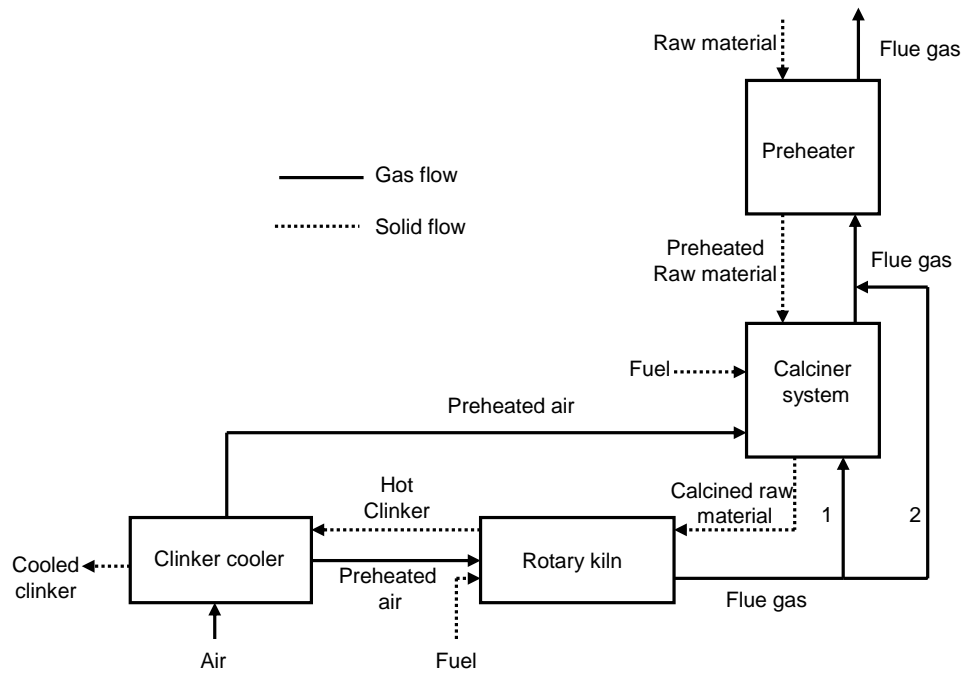 Raw material
Flue gas
Preheater
Gas flow
Solid flow
Preheated
Raw material
Flue gas
Fuel
Calciner
system
Preheated air
Hot
Clinker
Calcined raw
material
1
2
Cooled
clinker
Clinker cooler
Preheated
air
Rotary kiln
Flue gas
Air
Fuel